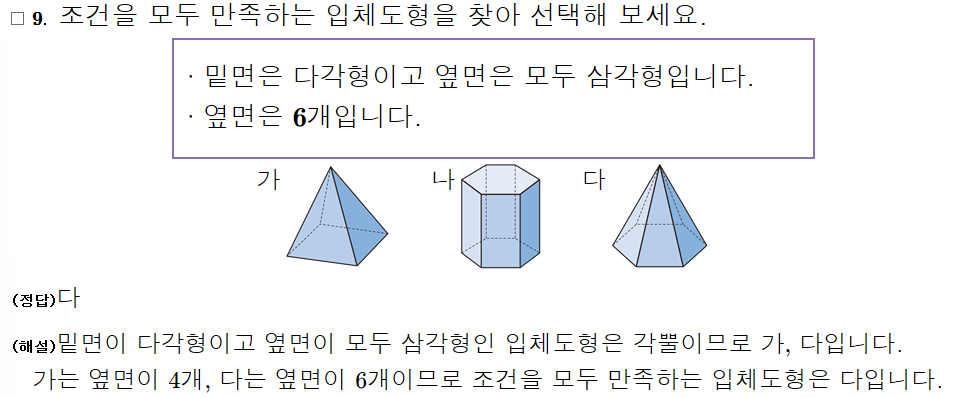 □ 9. 조건을 모두 만족하는 입체도형을 찾아 선택해 보세요.
· 밑면은 다각형이고 옆면은 모두 삼각형입니다.
· 옆면은 6개입니다.
가 나 다
(정답)다
(해설)밑면이 다각형이고 옆면이 모두 삼각형인 입체도형은 각뿔이므로 가, 다입니다.
가는 옆면이 4개, 다는 옆면이 6개이므로 조건을 모두 만족하는 입체도형은 다입니다.